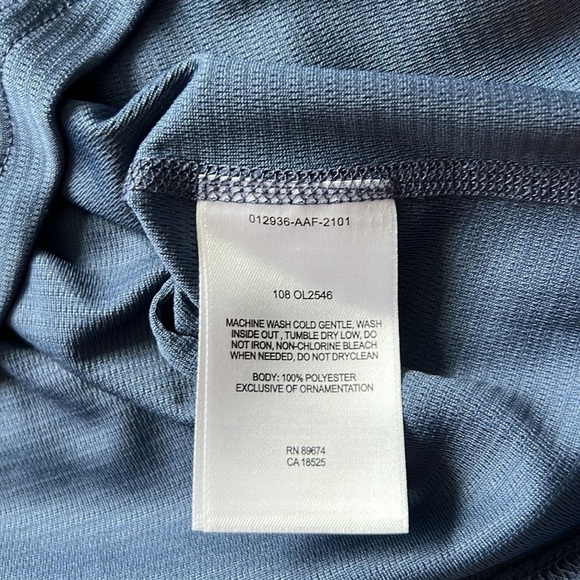 012936-AAF-2101
108 OL2546
MACHINE WASH COLD GENTLE, WASH
INSIDE OUT , TUMBLE DRY LOW, DO
NOT IRON, NON-CHLORINE BLEACH
WHEN NEEDED, DO NOT DRYCLEAN
BODY: 100% POLYESTER
EXCLUSIVE OF ORNAMENTATION
RN 89674
CA 18525